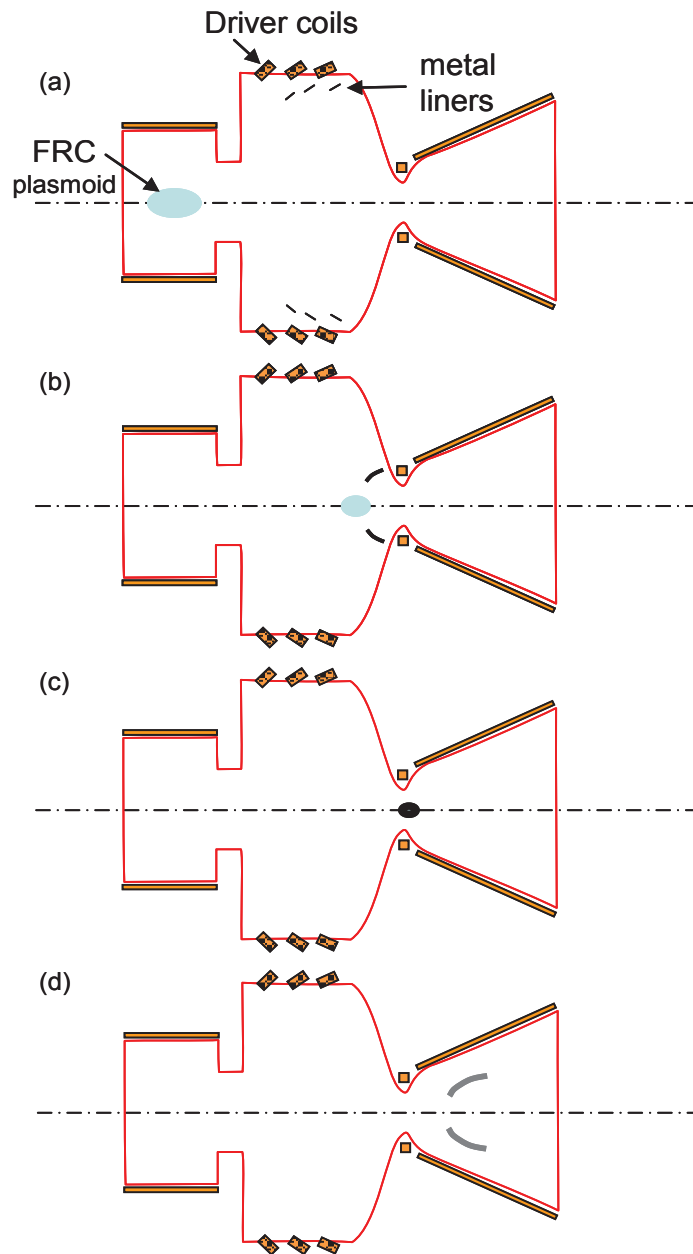 Driver coils
(a)
metal
liners
FRC
plasmoid
(b)
(c)
(d)